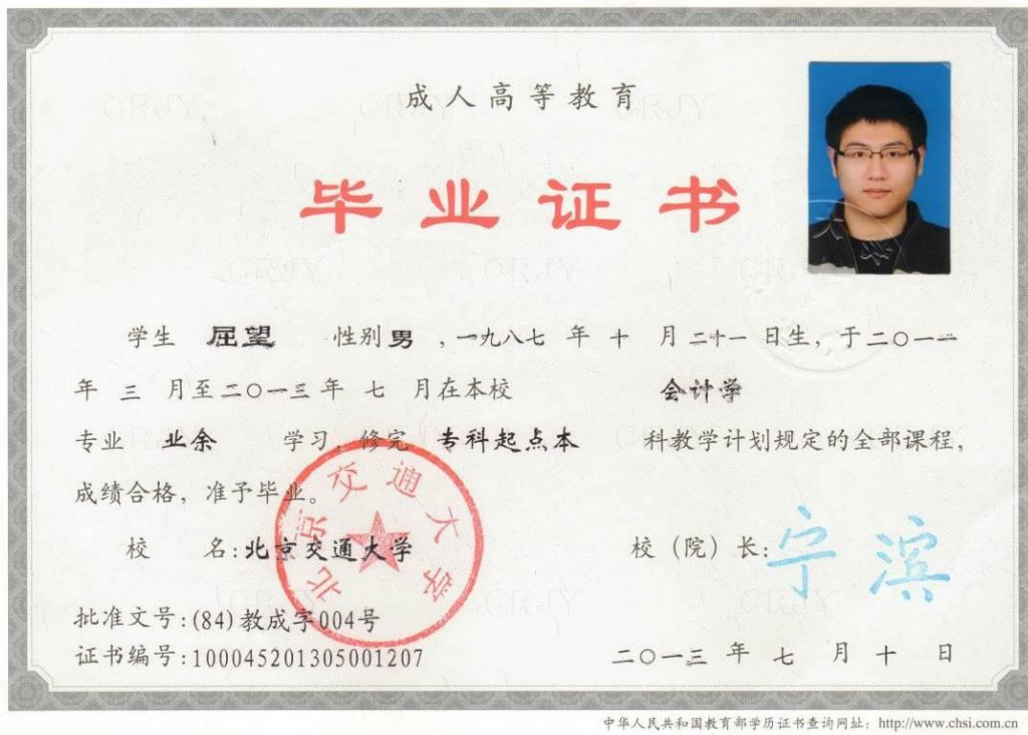 成人高等教育
毕业证书
学生 屈望 性别 男 , 一九八七 年 十 月 二十一 日生, 于二〇一一
年 三 月至二〇一三年 七 月在本校 会计学
专业 业余 学习, 修完 专科起点本 科教学计划规定的全部课程,
成绩合格, 准予毕业。
校 名: 北京交通大学 校 (院) 长: 宁滨
北京交通大学
批准文号: (84) 教成字004号
证书编号: 100045201305001207 二〇一三 年 七 月 十 日
中华人民共和国教育部学历证书查询网址: http://www.chsi.com.cn